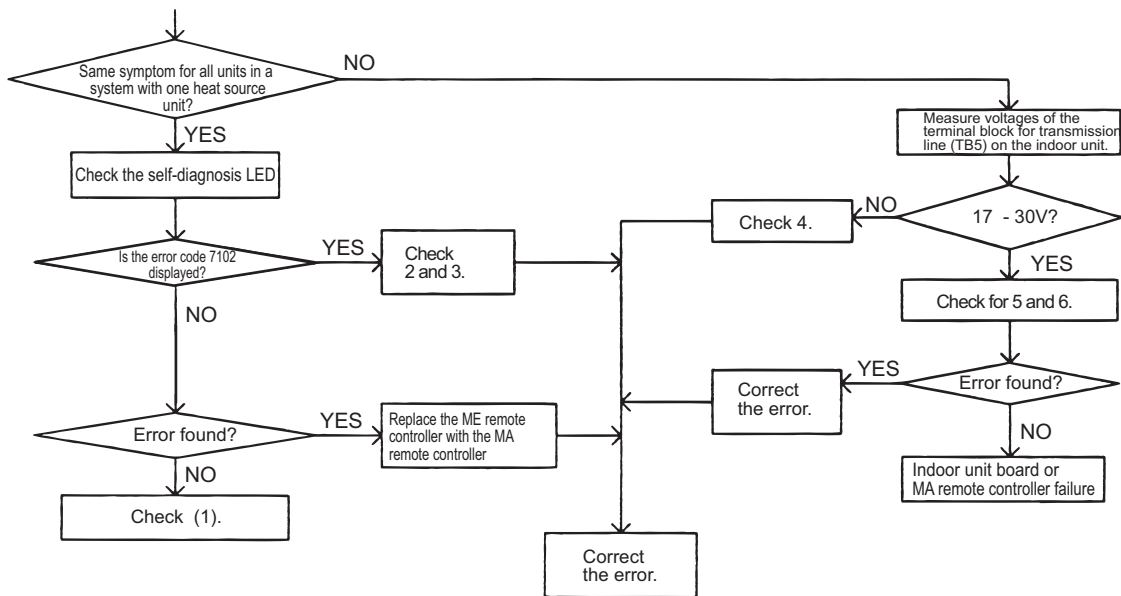 Same symptom for all units in a
system with one heat source
unit?
NO
YES
Measure voltages of the
terminal block for transmission
line (TB5) on the indoor unit.
Check the self-diagnosis LED
17 - 30V?
NO
Check 4.
YES
Is the error code 7102
displayed?
YES
Check
2 and 3.
NO
Check for 5 and 6.
Error found?
YES
Correct
the error.
NO
Indoor unit board or
MA remote controller failure
Error found?
YES
Replace the ME remote
controller with the MA
remote controller
NO
Check (1).
Correct
the error.